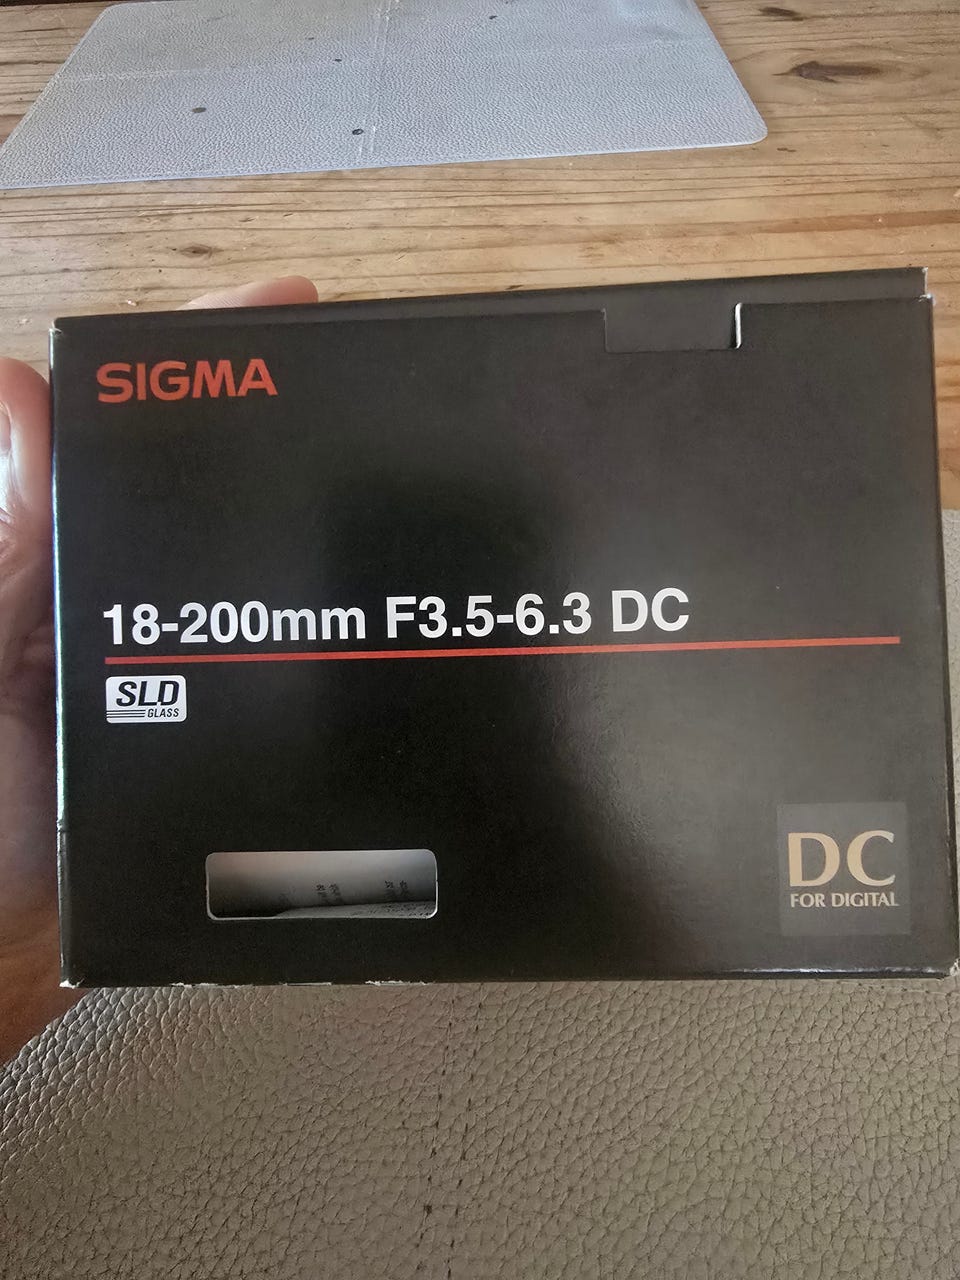 SIGMA
18-200mm F3.5-6.3 DC
SLD
GLASS
DC
FOR DIGITAL